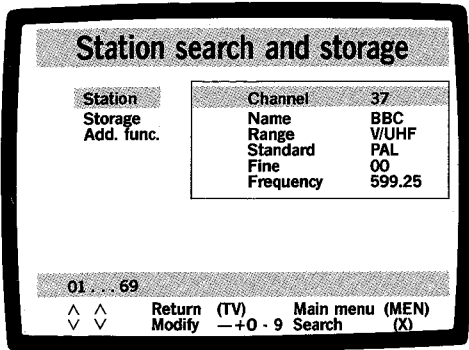 Station search and storage
Station
Storage
Add. func.
Channel 37
Name BBC
Range V/UHF
Standard PAL
Fine 00
Frequency 599.25
01 . . . 69
∧ ∧ Return (TV) Main menu (MEN)
∨ ∨ Modify —+0 - 9 Search (X)